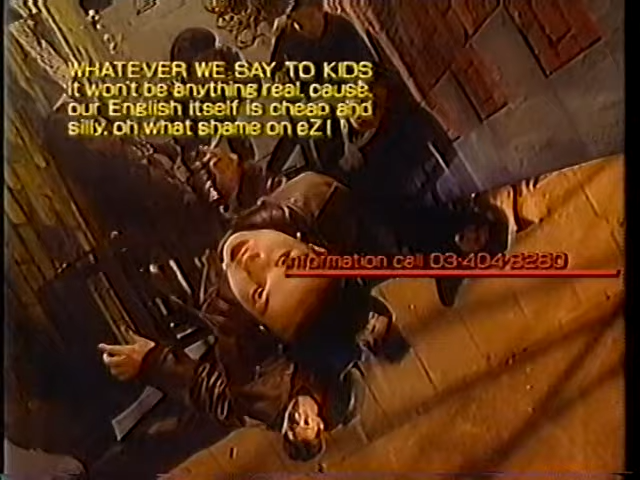 WHATEVER WE SAY TO KIDS
it won't be anything real, cause,
our English itself is cheap and
silly, oh what shame on eZ!
information call 03-404-3280